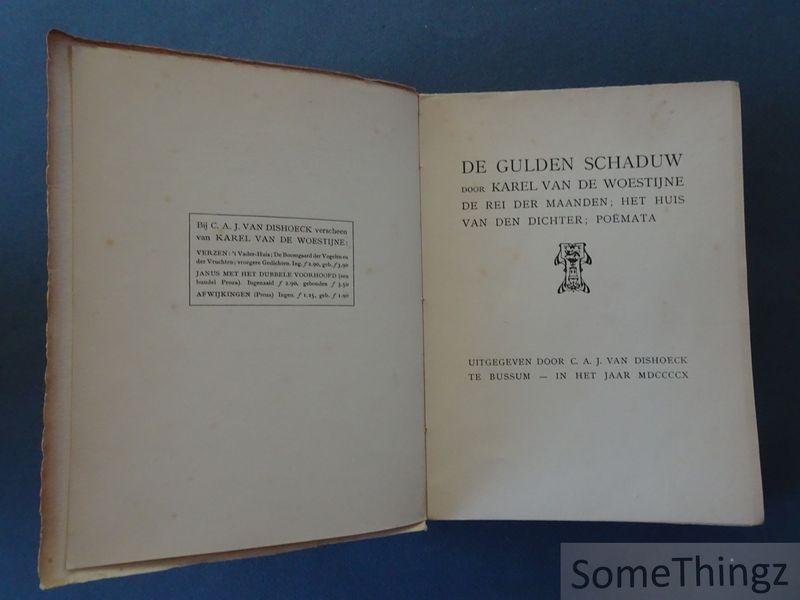 Bij C. A. J. VAN DISHOECK verscheen
van KAREL VAN DE WOESTIJNE:
VERZEN: 't Vader-Huis; De Boomgaard der Vogelen en
der Vruchten; vroegere Gedichten. Ing. f 2.90, geb. f 3.90
JANUS MET HET DUBBELE VOORHOOFD (een
bundel Proza). Ingenaaid f 2.90, gebonden f 3.50
AFWIJKINGEN (Proza) Ingen. f 1.25, geb. f 1.90
DE GULDEN SCHADUW
DOOR KAREL VAN DE WOESTIJNE
DE REI DER MAANDEN; HET HUIS
VAN DEN DICHTER; POËMATA
UITGEGEVEN DOOR C. A. J. VAN DISHOECK
TE BUSSUM — IN HET JAAR MDCCCCX
SomeThingz